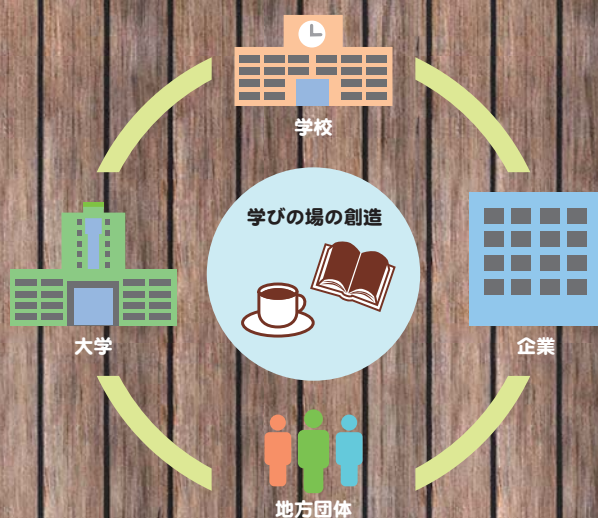 学校
学びの場の創造
大学
企業
地方団体